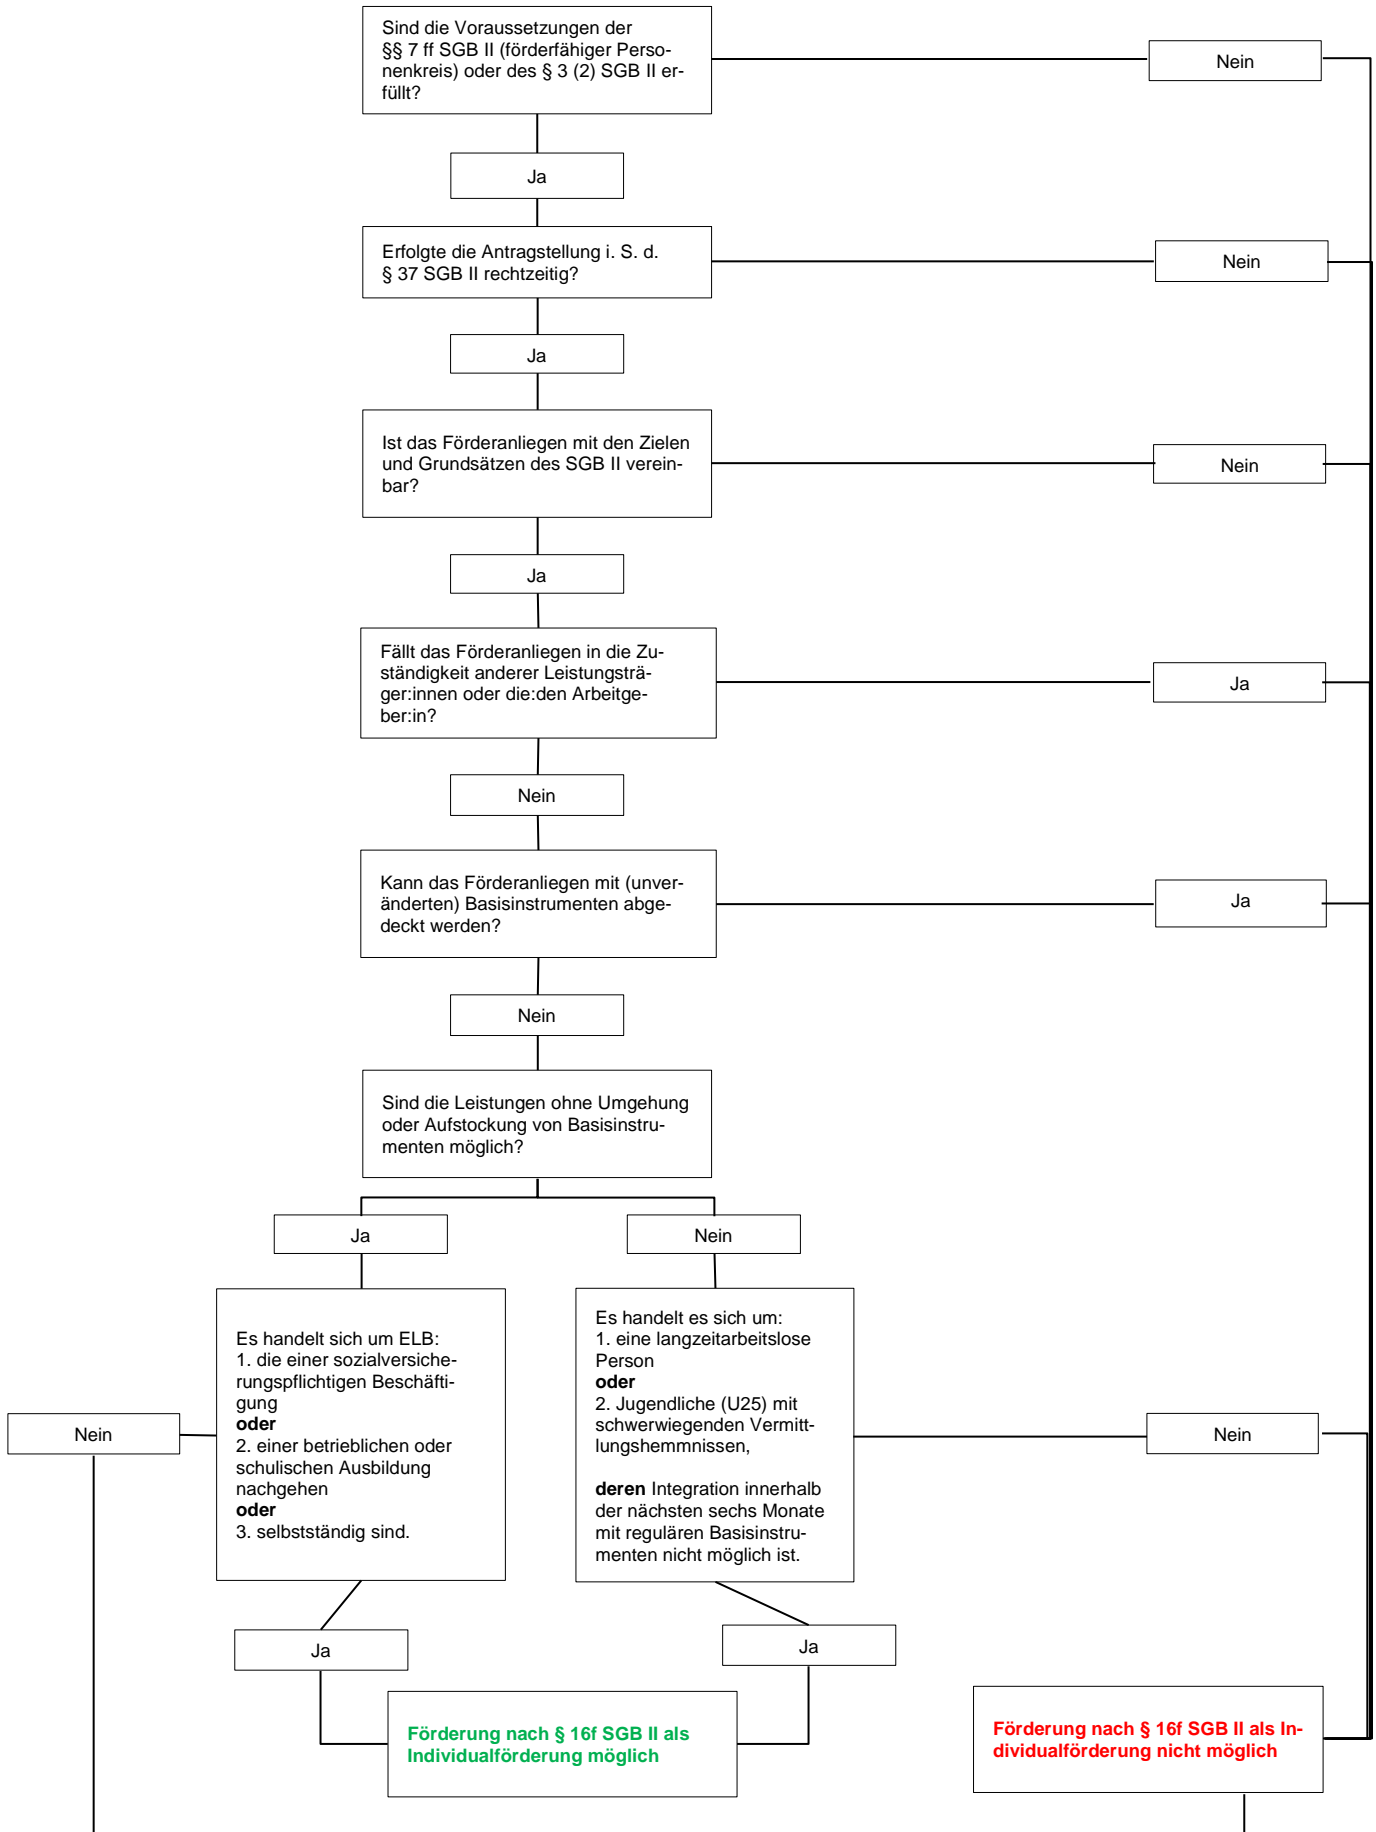 Sind die Voraussetzungen der
§§ 7 ff SGB II (förderfähiger Perso-
nenkreis) oder des § 3 (2) SGB II er-
füllt?
Nein
Ja
Erfolgte die Antragstellung i. S. d.
§ 37 SGB II rechtzeitig?
Nein
Ja
Ist das Förderanliegen mit den Zielen
und Grundsätzen des SGB II verein-
bar?
Nein
Ja
Fällt das Förderanliegen in die Zu-
ständigkeit anderer Leistungsträ-
ger:innen oder die:den Arbeitge-
ber:in?
Ja
Nein
Kann das Förderanliegen mit (unver-
änderten) Basisinstrumenten abge-
deckt werden?
Ja
Nein
Sind die Leistungen ohne Umgehung
oder Aufstockung von Basisinstru-
menten möglich?
Ja
Nein
Es handelt sich um ELB:
1. die einer sozialversiche-
rungspflichtigen Beschäfti-
gung
oder
2. einer betrieblichen oder
schulischen Ausbildung
nachgehen
oder
3. selbstständig sind.
Nein
Es handelt es sich um:
1. eine langzeitarbeitslose
Person
oder
2. Jugendliche (U25) mit
schwerwiegenden Vermitt-
lungshemmnissen,
deren Integration innerhalb
der nächsten sechs Monate
mit regulären Basisinstru-
menten nicht möglich ist.
Nein
Ja
Ja
Förderung nach § 16f SGB II als
Individualförderung möglich
Förderung nach § 16f SGB II als In-
dividualförderung nicht möglich